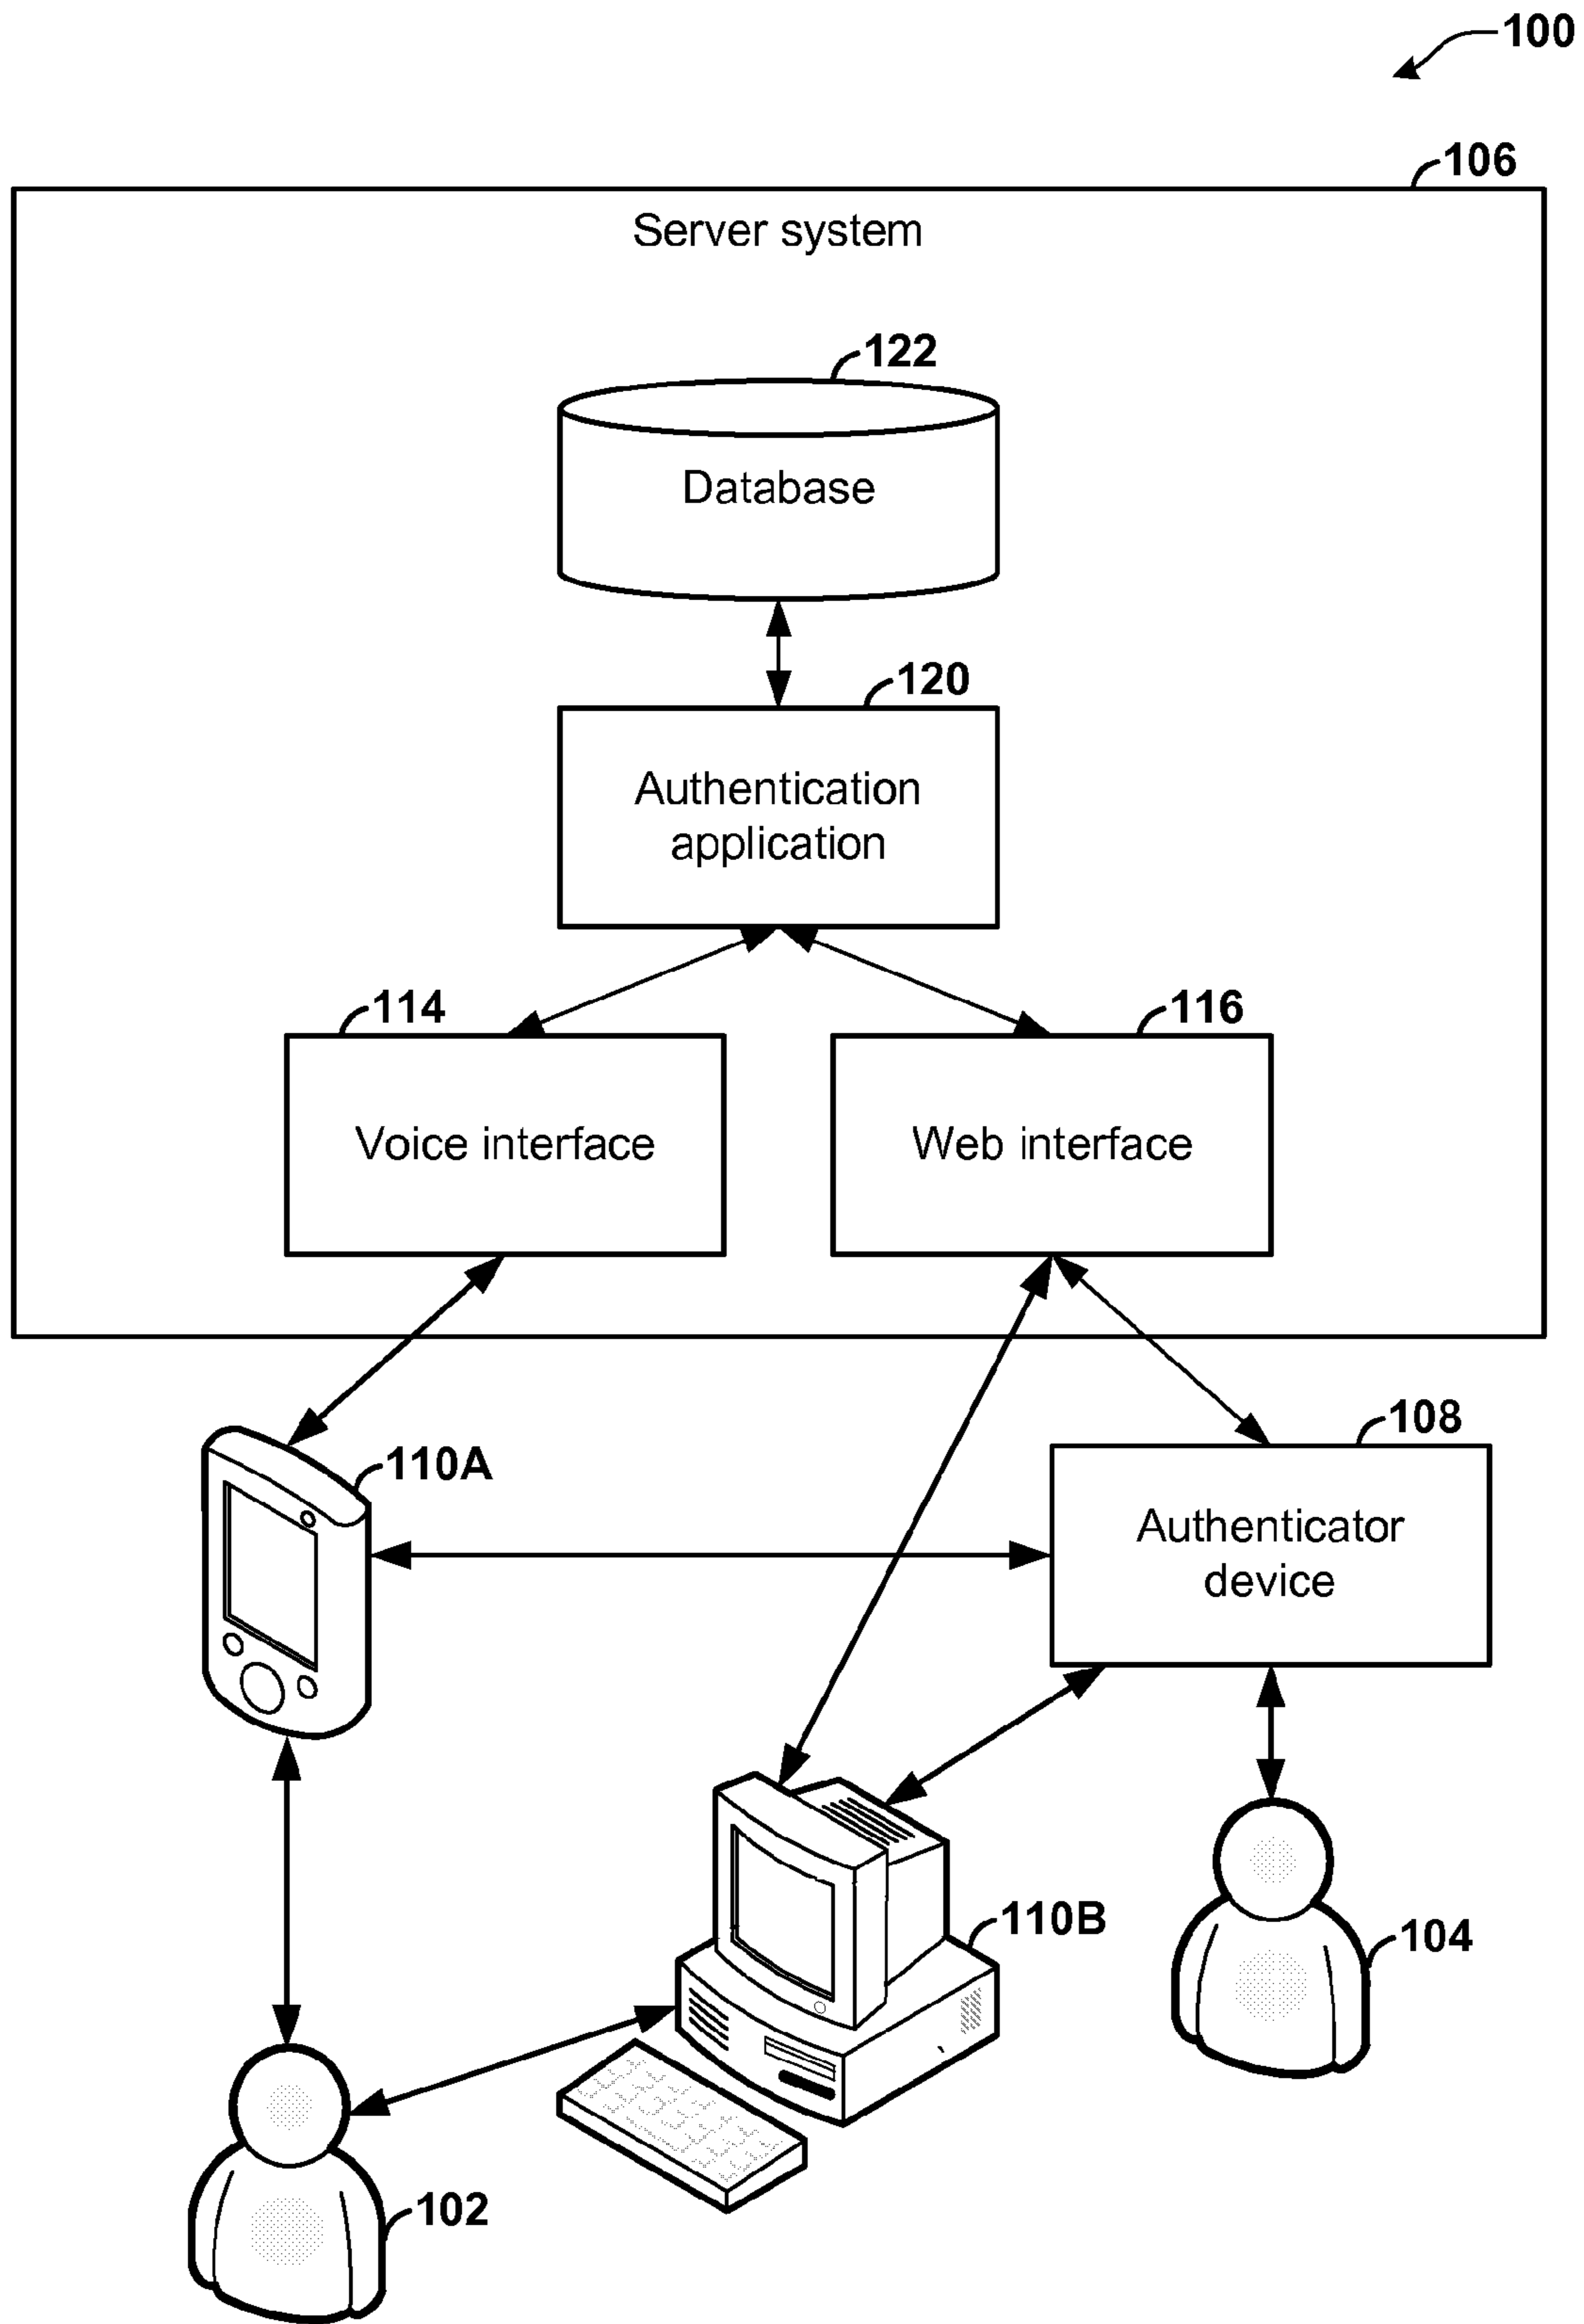 100
106
Server system
122
Database
120
Authentication
application
114
116
Voice interface
Web interface
108
110A
Authenticator
device
110B
104
102